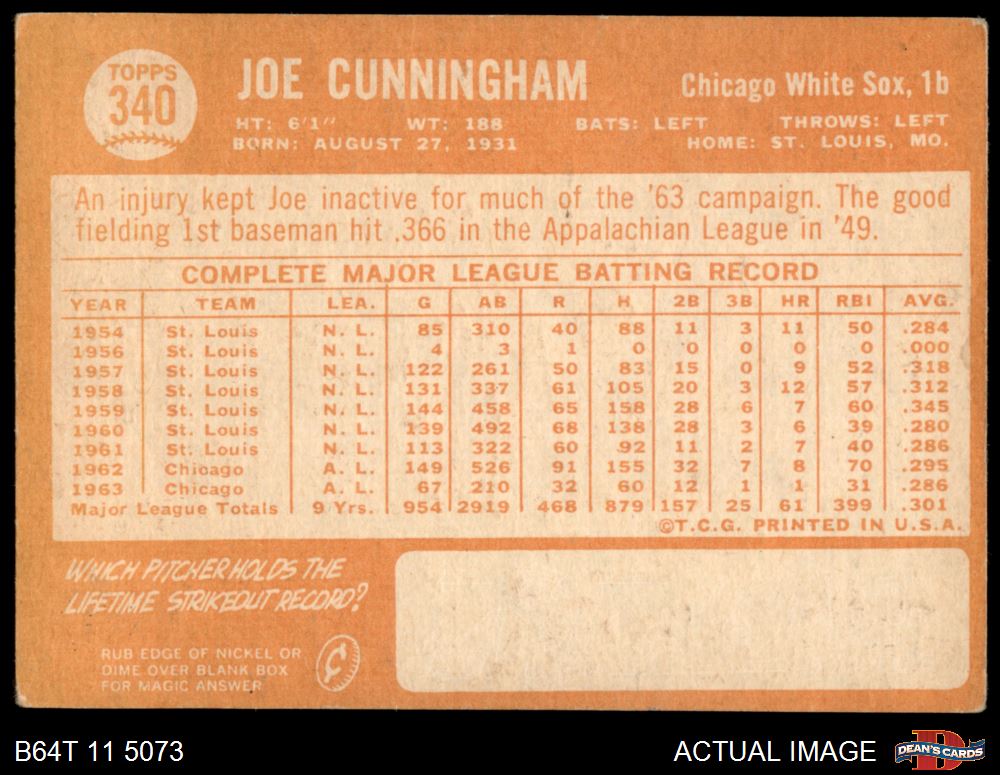 TOPPS
340
JOE CUNNINGHAM
Chicago White Sox, 1b
HT: 6'1" WT: 188 BATS: LEFT THROWS: LEFT
BORN: AUGUST 27, 1931 HOME: ST. LOUIS, MO.
An injury kept Joe inactive for much of the '63 campaign. The good
fielding 1st baseman hit .366 in the Appalachian League in '49.
COMPLETE MAJOR LEAGUE BATTING RECORD
YEAR TEAM LEA. G AB R H 2B 3B HR RBI AVG.
1954 St. Louis N. L. 85 310 40 88 11 3 11 50 .284
1956 St. Louis N. L. 4 3 1 0 0 0 0 0 .000
1957 St. Louis N. L. 122 261 50 83 15 0 9 52 .318
1958 St. Louis N. L. 131 337 61 105 20 3 12 57 .312
1959 St. Louis N. L. 144 458 65 158 28 6 7 60 .345
1960 St. Louis N. L. 139 492 68 138 28 3 6 39 .280
1961 St. Louis N. L. 113 322 60 92 11 2 7 40 .286
1962 Chicago A. L. 149 526 91 155 32 7 8 70 .295
1963 Chicago A. L. 67 210 32 60 12 1 1 31 .286
Major League Totals 9 Yrs. 954 2919 468 879 157 25 61 399 .301
©T.C.G. PRINTED IN U.S.A.
WHICH PITCHER HOLDS THE
LIFETIME STRIKEOUT RECORD?
RUB EDGE OF NICKEL OR
DIME OVER BLANK BOX
FOR MAGIC ANSWER
¢
B64T 11 5073
ACTUAL IMAGE
D
DEAN'S CARDS